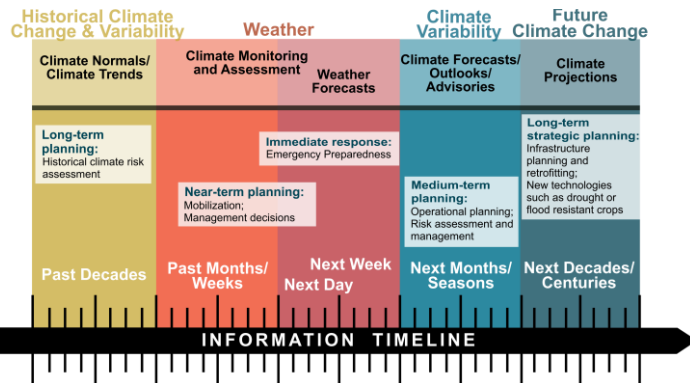 Historical Climate
Change & Variability
Weather
Climate
Variability
Future
Climate Change
Climate Normals/
Climate Trends
Climate Monitoring
and Assessment
Weather
Forecasts
Climate Forecasts/
Outlooks/
Advisories
Climate
Projections
Long-term
planning:
Historical climate risk
assessment
Near-term planning:
Mobilization;
Management decisions
Immediate response:
Emergency Preparedness
Medium-term
planning:
Operational planning;
Risk assessment and
management
Long-term
strategic planning:
Infrastructure
planning and
retrofitting;
New technologies
such as drought or
flood resistant crops
Past Decades
Past Months/
Weeks
Next Week
Next Day
Next Months/
Seasons
Next Decades/
Centuries
INFORMATION TIMELINE